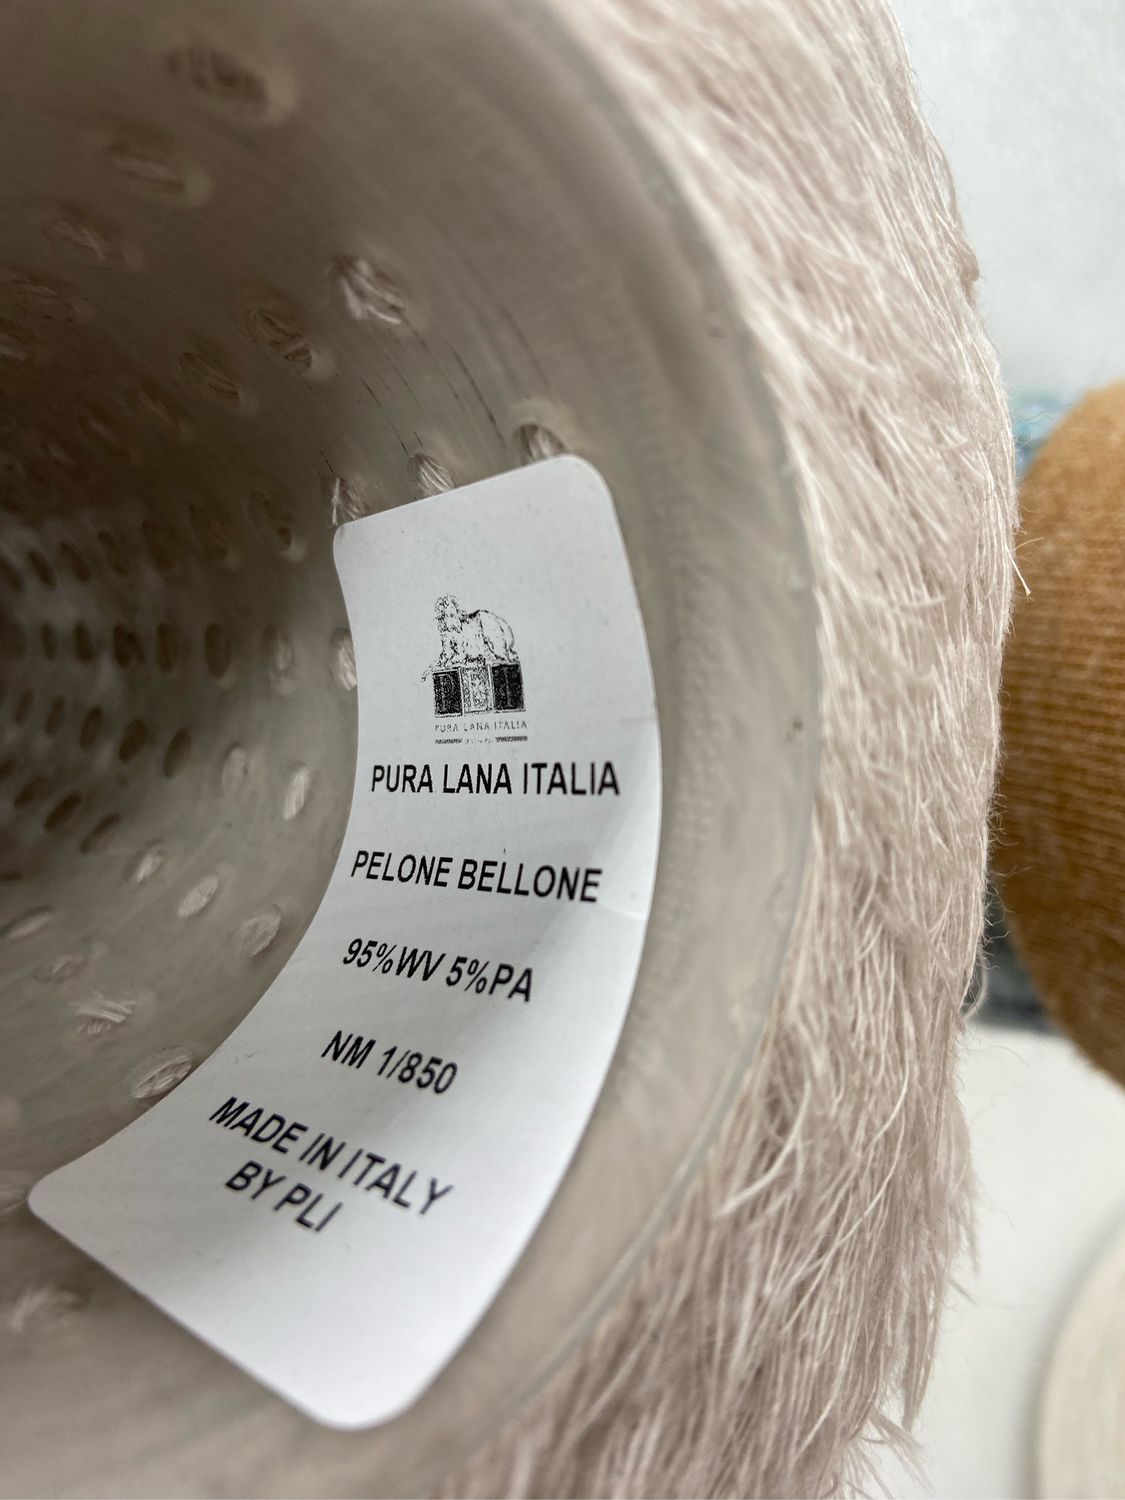 PURA LANA ITALIA
PURA LANA ITALIA
PELONE BELLONE
95%WV 5%PA
NM 1/850
MADE IN ITALY
BY PLI